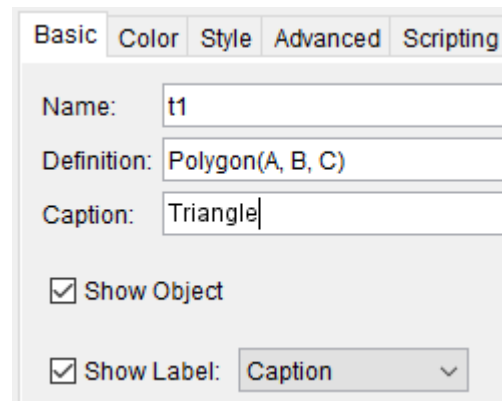 Basic Color Style Advanced Scripting
Name: t1
Definition: Polygon(A, B, C)
Caption: Triangle
Show Object
Show Label: Caption